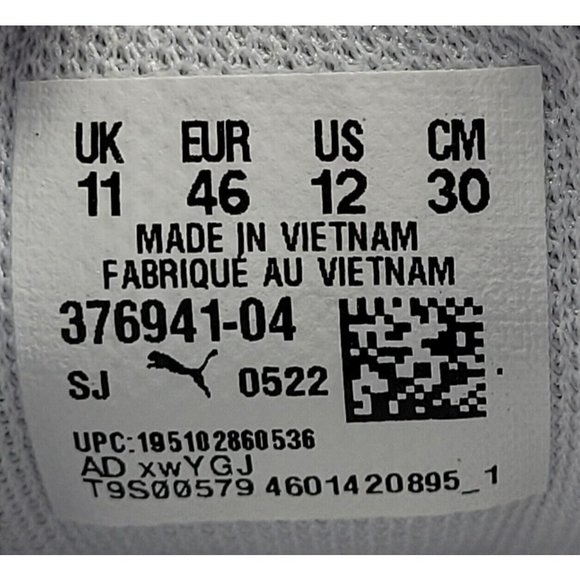 UK EUR US CM
11 46 12 30
MADE IN VIETNAM
FABRIQUÉ AU VIETNAM
376941-04
SJ 0522
UPC:195102860536
AD xwYGJ
T9S00579 4601420895_1